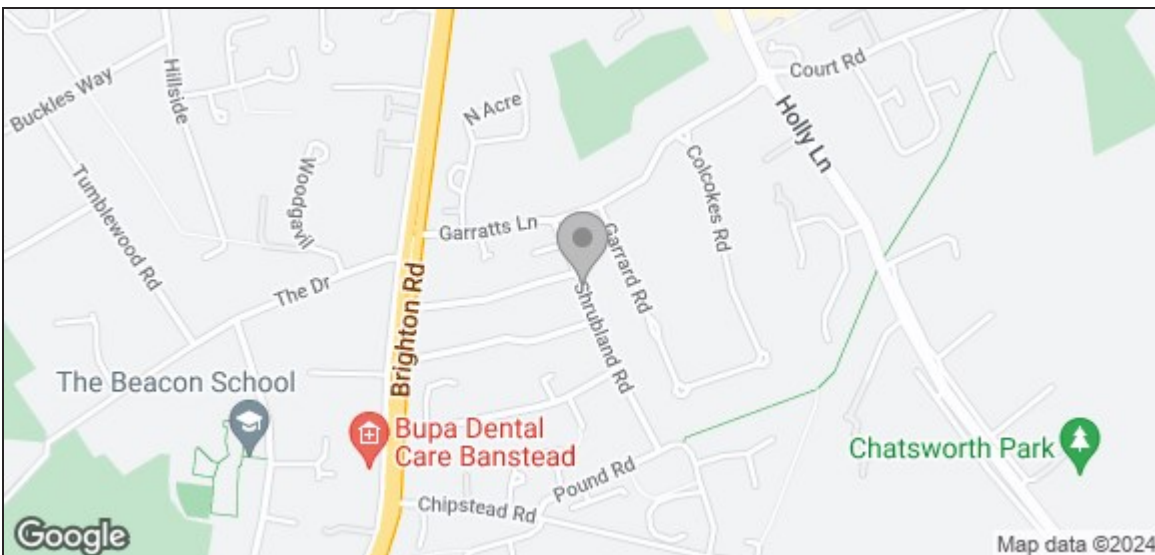 Buckles Way
Hillside
Tumblewood Rd
Woodgavil
N Acre
Court Rd
Holly Ln
Colcokes Rd
Garratts Ln
Garrard Rd
The Dr
Brighton Rd
Shrubland Rd
The Beacon School
Bupa Dental
Care Banstead
Pound Rd
Chipstead Rd
Chatsworth Park
Google
Map data ©2024